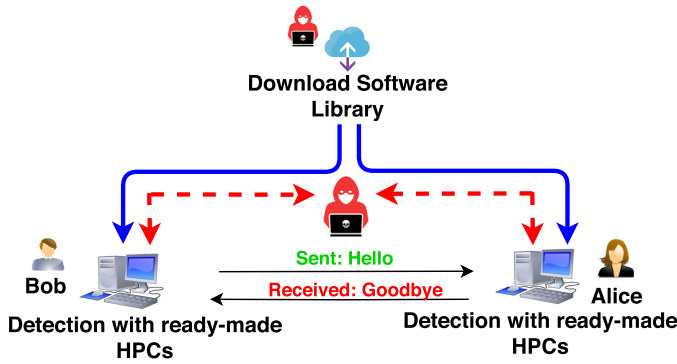 Download Software
Library
Sent: Hello
Bob
Received: Goodbye
Alice
Detection with ready-made
HPCs
Detection with ready-made
HPCs